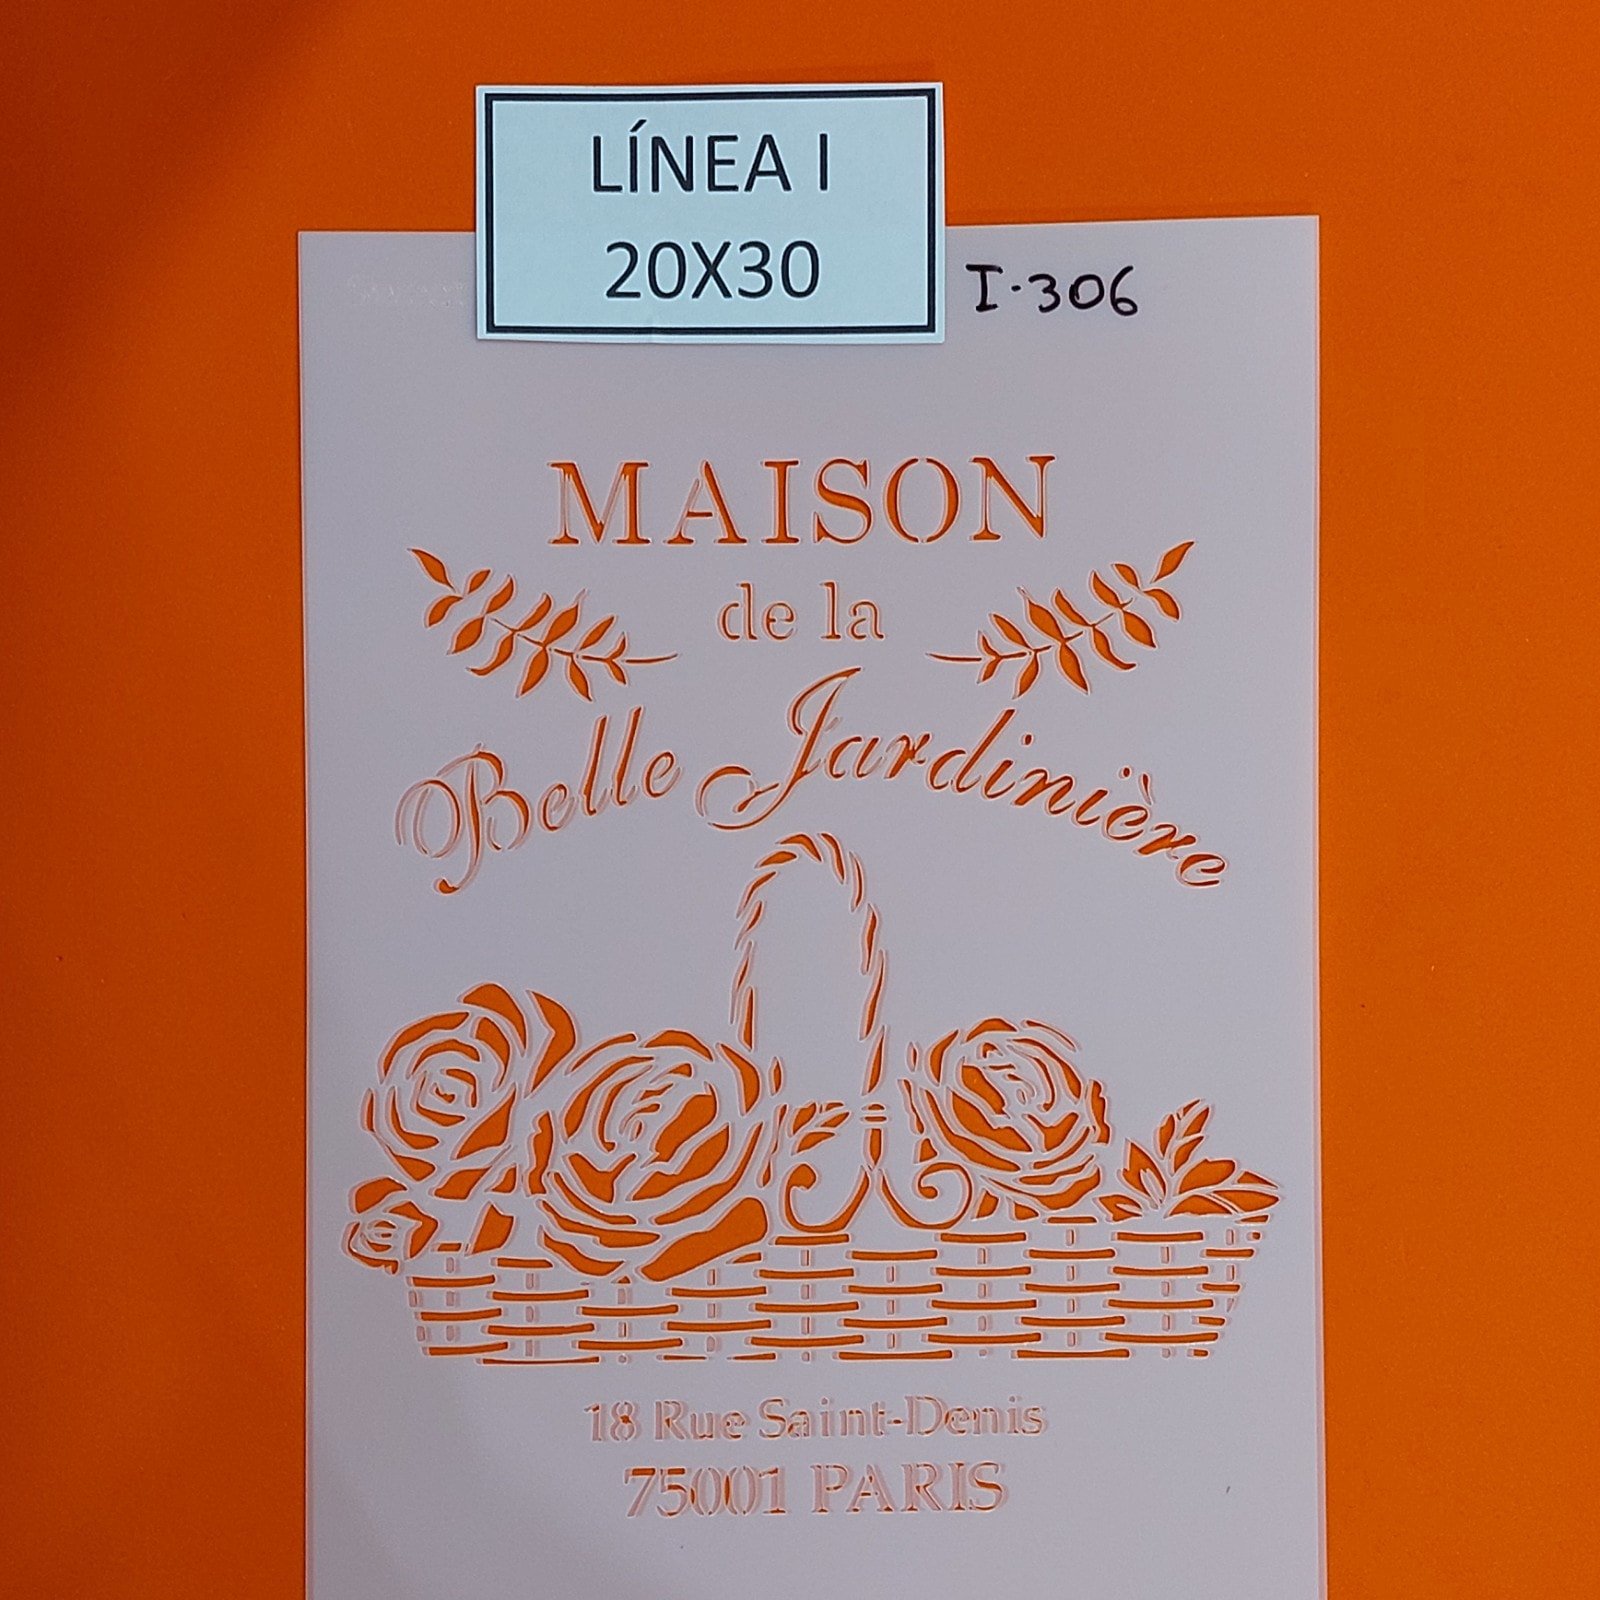 LÍNEA I
20X30
I-306
MAISON
de la
Belle Jardinière
18 Rue Saint-Denis
75001 PARIS